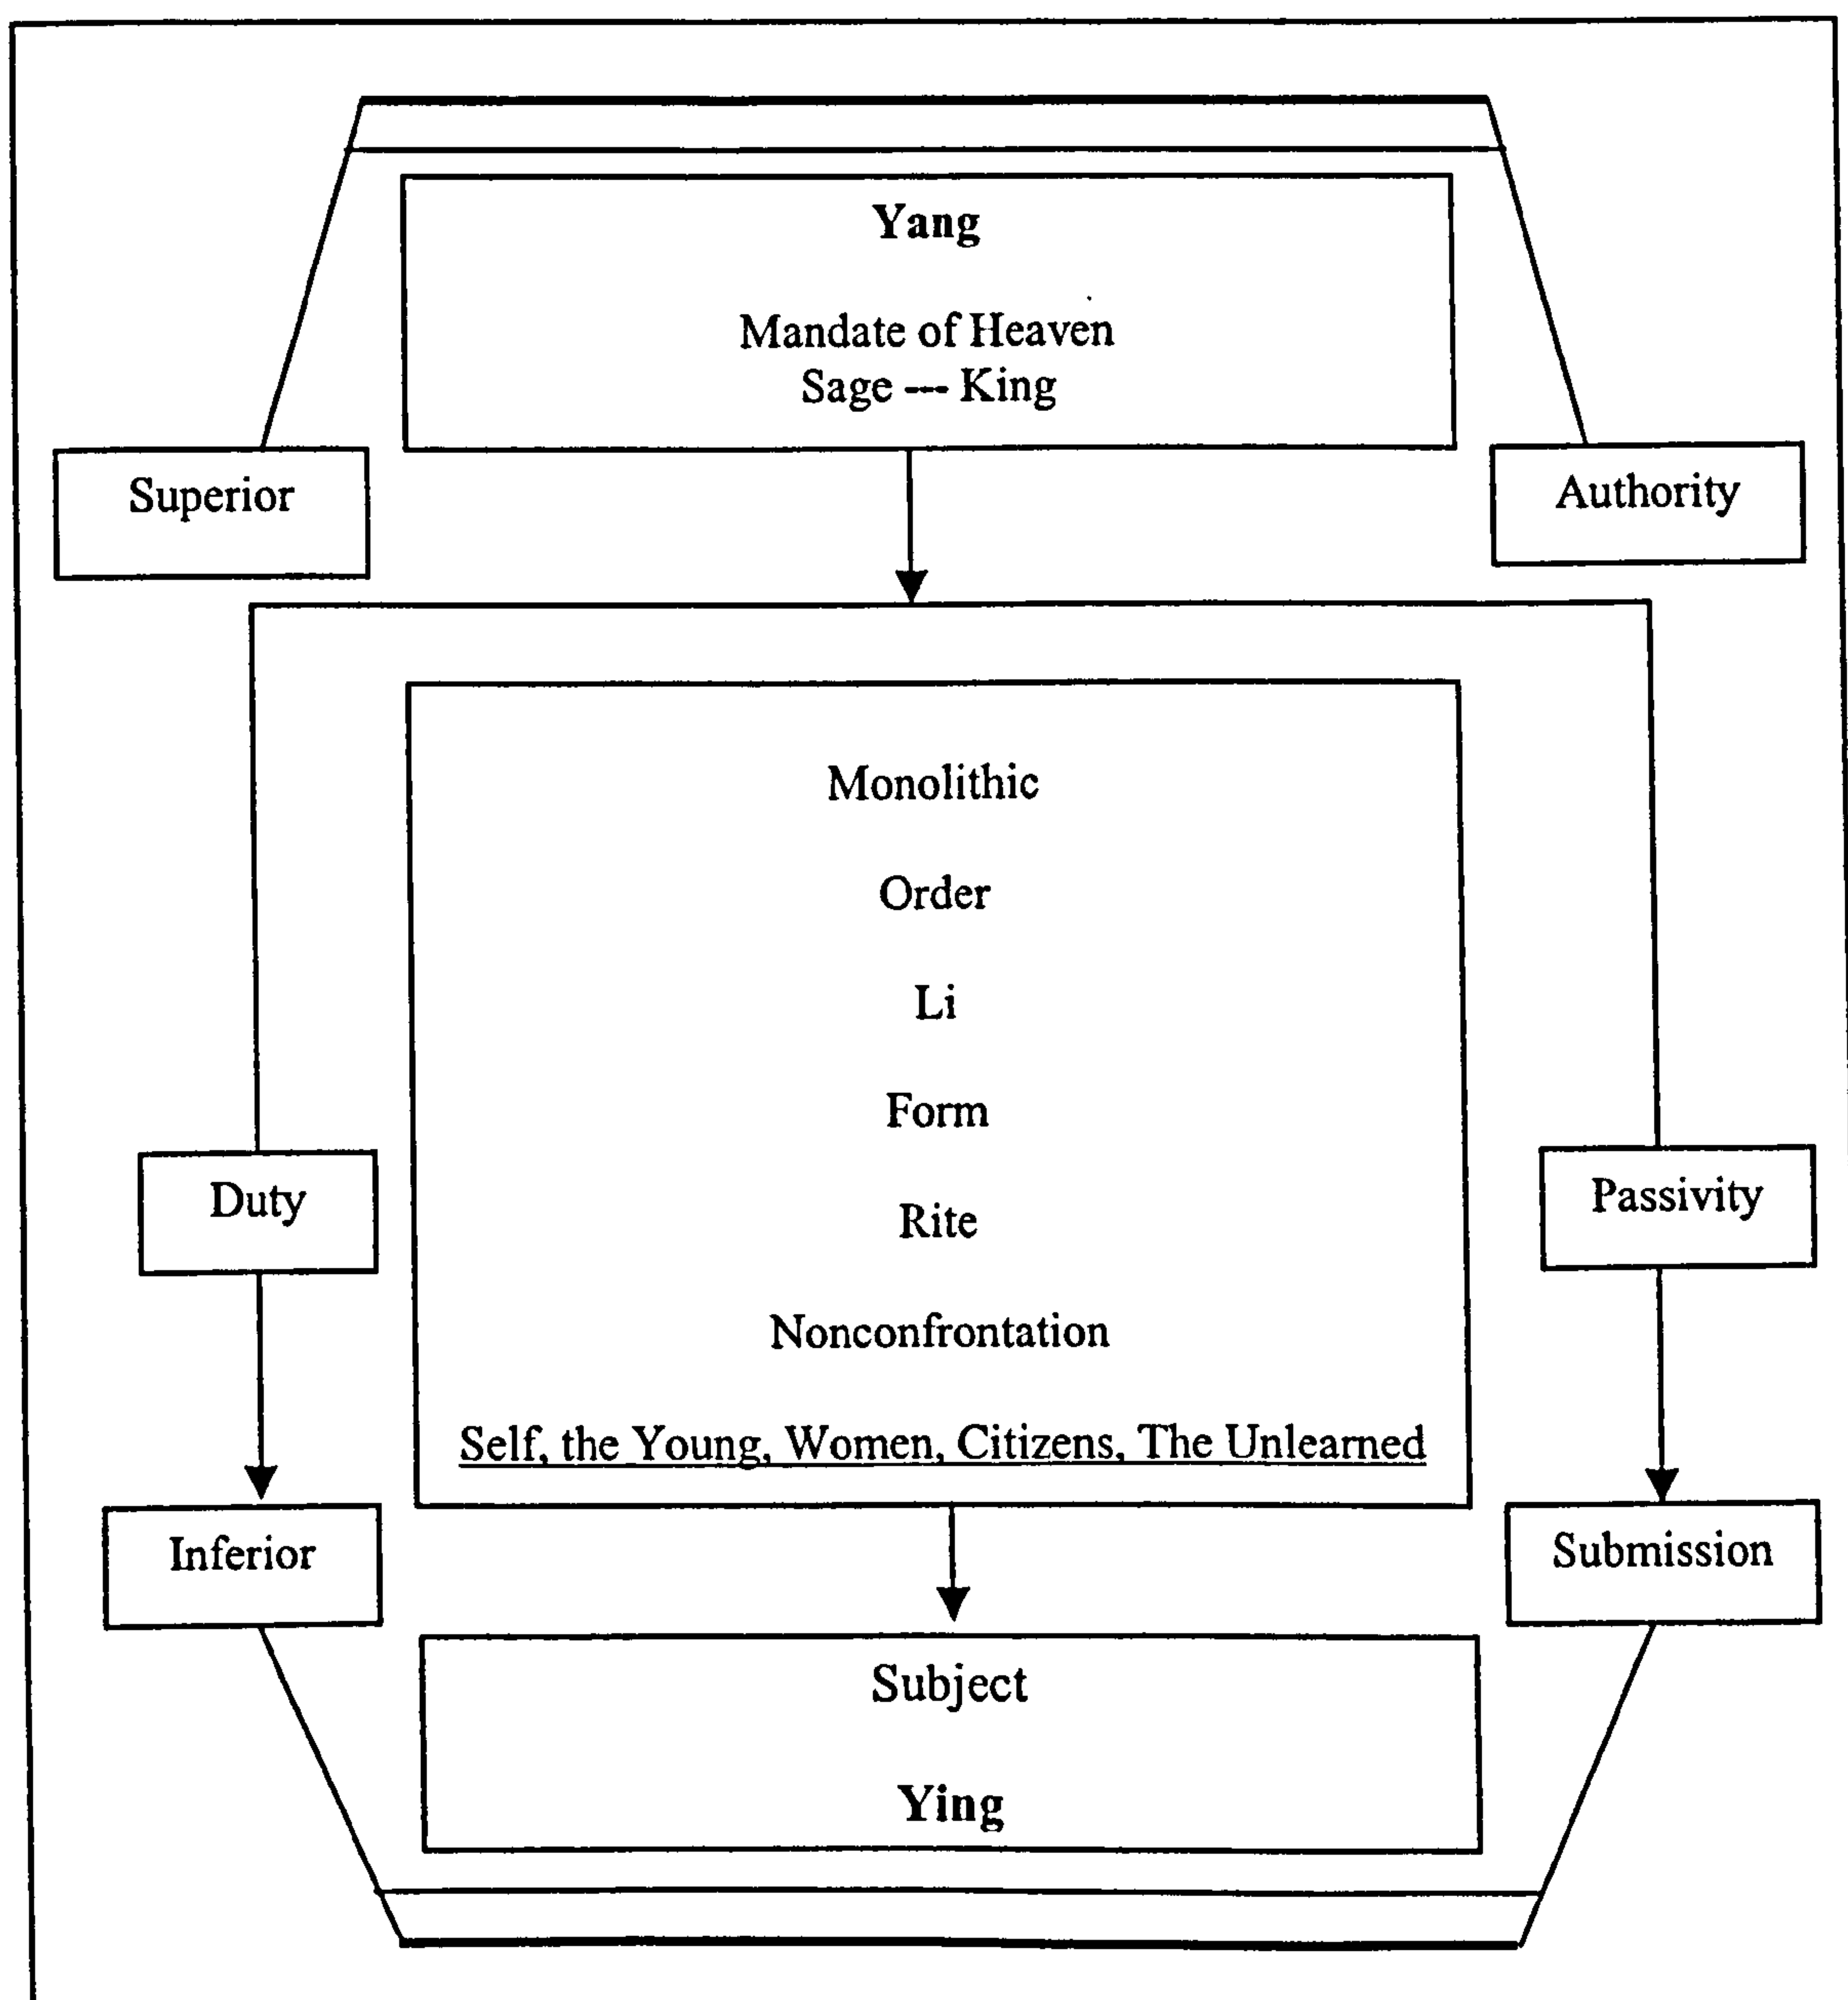 Yang
Mandate of Heaven
Sage --- King
Superior
Authority
Monolithic
Order
Li
Form
Rite
Nonconfrontation
Self, the Young, Women, Citizens, The Unlearned
Duty
Passivity
Inferior
Submission
Subject
Ying